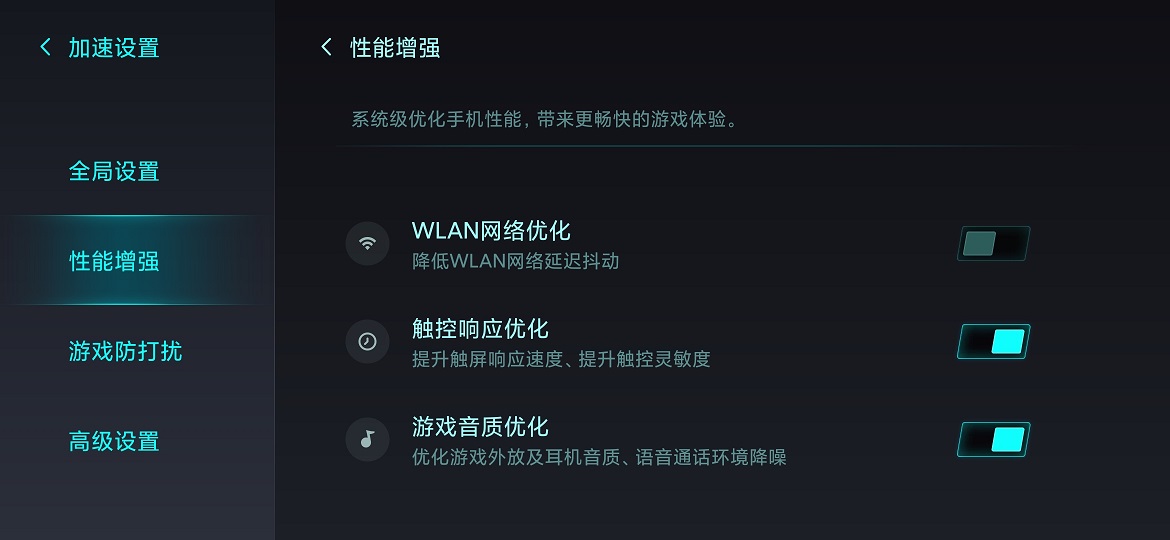 加速设置
全局设置
性能增强
游戏防打扰
高级设置
性能增强
系统级优化手机性能，带来更畅快的游戏体验。
WLAN网络优化
降低WLAN网络延迟抖动
触控响应优化
提升触屏响应速度、提升触控灵敏度
游戏音质优化
优化游戏外放及耳机音质、语音通话环境降噪